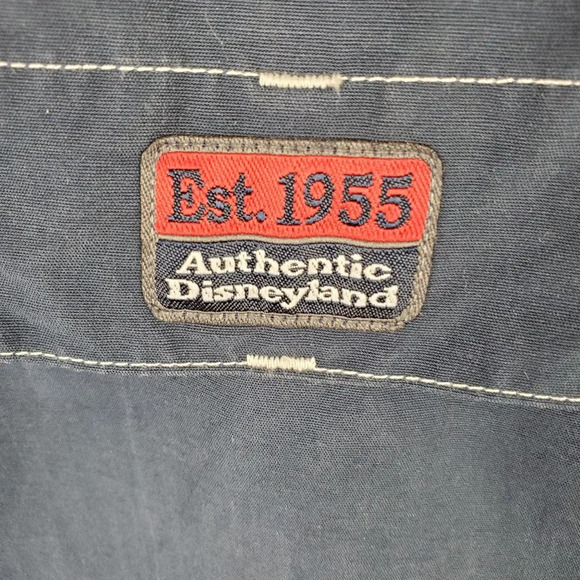 Est. 1955
Authentic
Disneyland